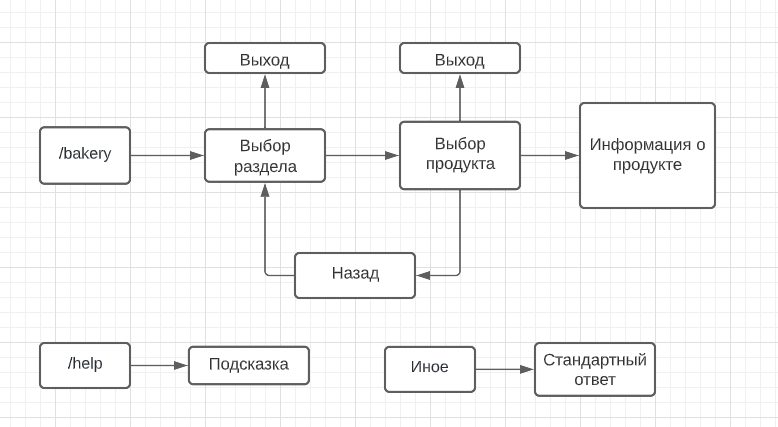 Выход
Выход
/bakery
Выбор
раздела
Выбор
продукта
Информация о
продукте
Назад
/help
Подсказка
Иное
Стандартный
ответ